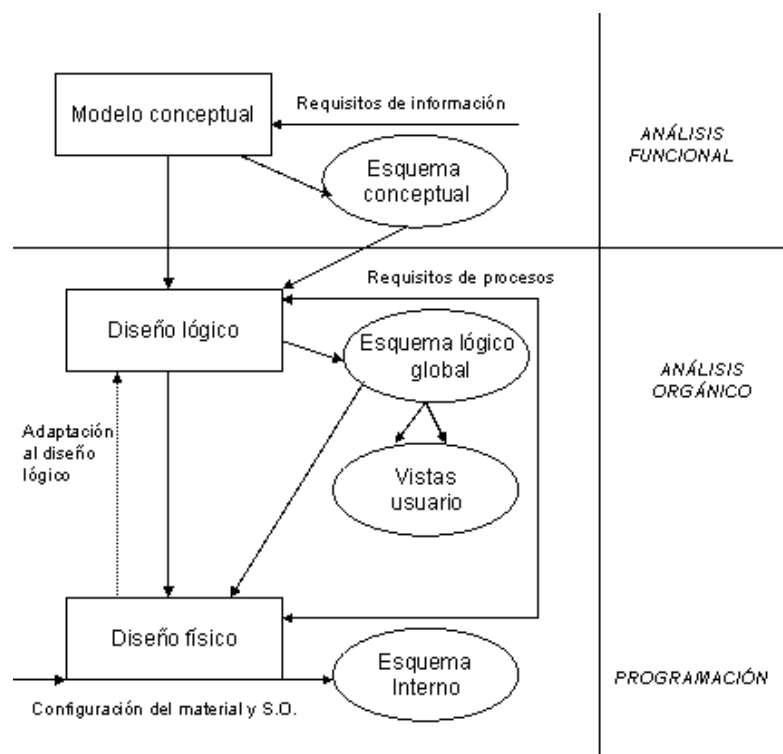 Modelo conceptual
Requisitos de información
Esquema
conceptual
ANÁLISIS
FUNCIONAL
Requisitos de procesos
Diseño lógico
Esquema lógico
global
ANÁLISIS
ORGÁNICO
Adaptación
al diseño
lógico
Vistas
usuario
Diseño físico
Esquema
Interno
PROGRAMACIÓN
Configuración del material y S.O.